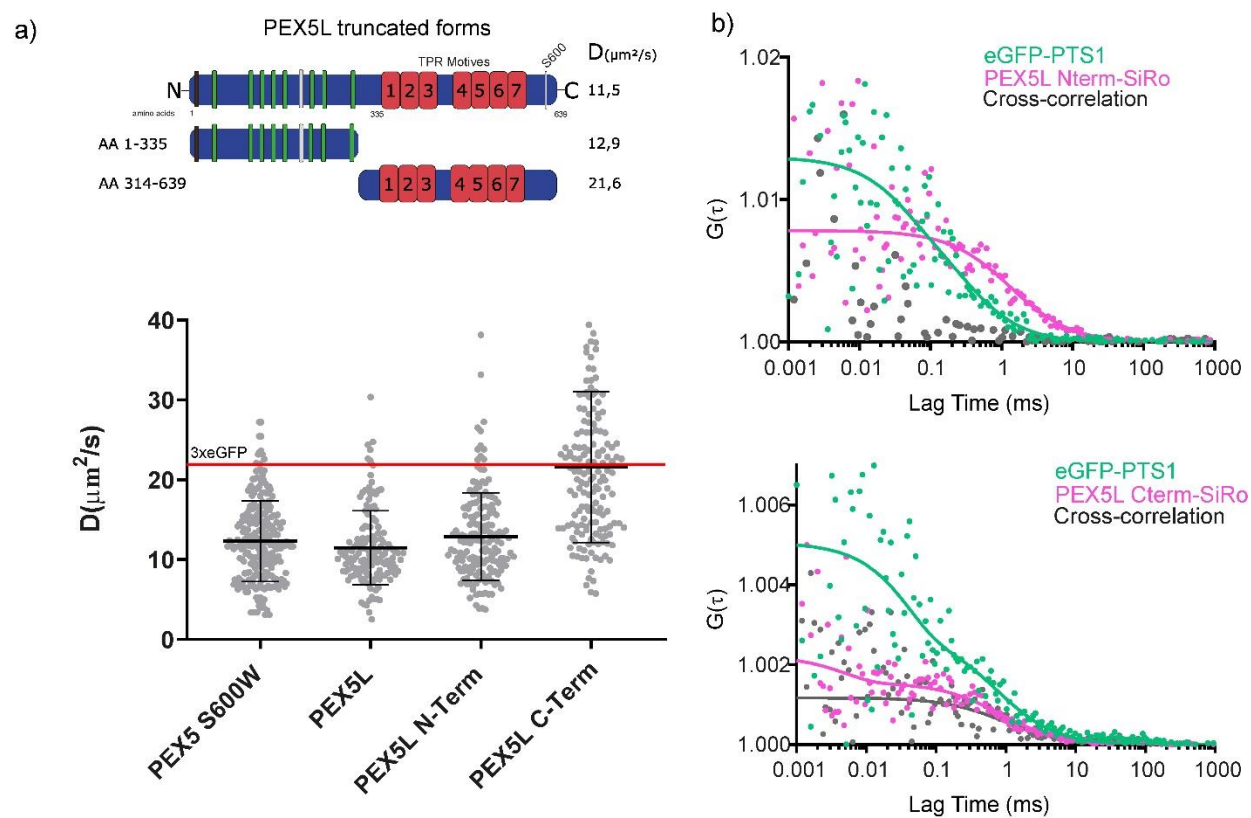 a)
PEX5L truncated forms
D(μm²/s)
TPR Motives
S600
N
1 2 3 4 5 6 7
C
11,5
amino acids
1
335
639
AA 1-335
12,9
AA 314-639
1 2 3 4 5 6 7
21,6
40
30
3xeGFP
20
10
0
D(μm²/s)
PEX5 S600W
PEX5L
PEX5L N-Term
PEX5L C-Term
b)
eGFP-PTS1
PEX5L Nterm-SiRo
Cross-correlation
1.02
1.01
1.00
G(τ)
0.001 0.01 0.1 1 10 100 1000
Lag Time (ms)
eGFP-PTS1
PEX5L Cterm-SiRo
Cross-correlation
1.006
1.004
1.002
1.000
G(τ)
0.001 0.01 0.1 1 10 100 1000
Lag Time (ms)